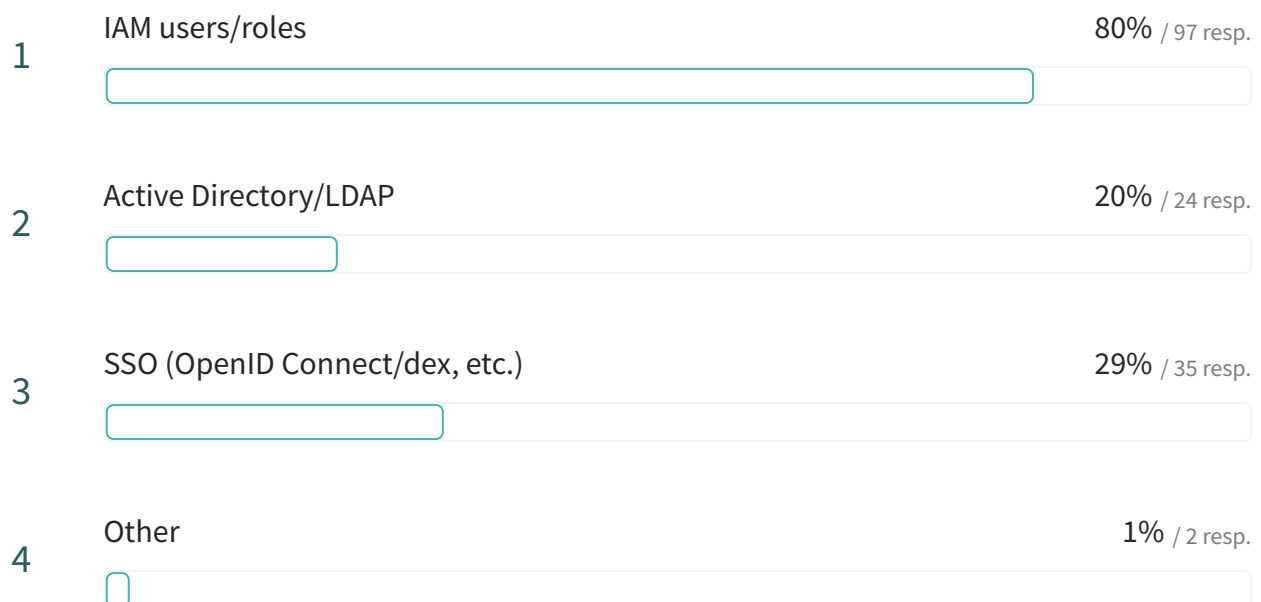 1
IAM users/roles
80% / 97 resp.
2
Active Directory/LDAP
20% / 24 resp.
3
SSO (OpenID Connect/dex, etc.)
29% / 35 resp.
4
Other
1% / 2 resp.